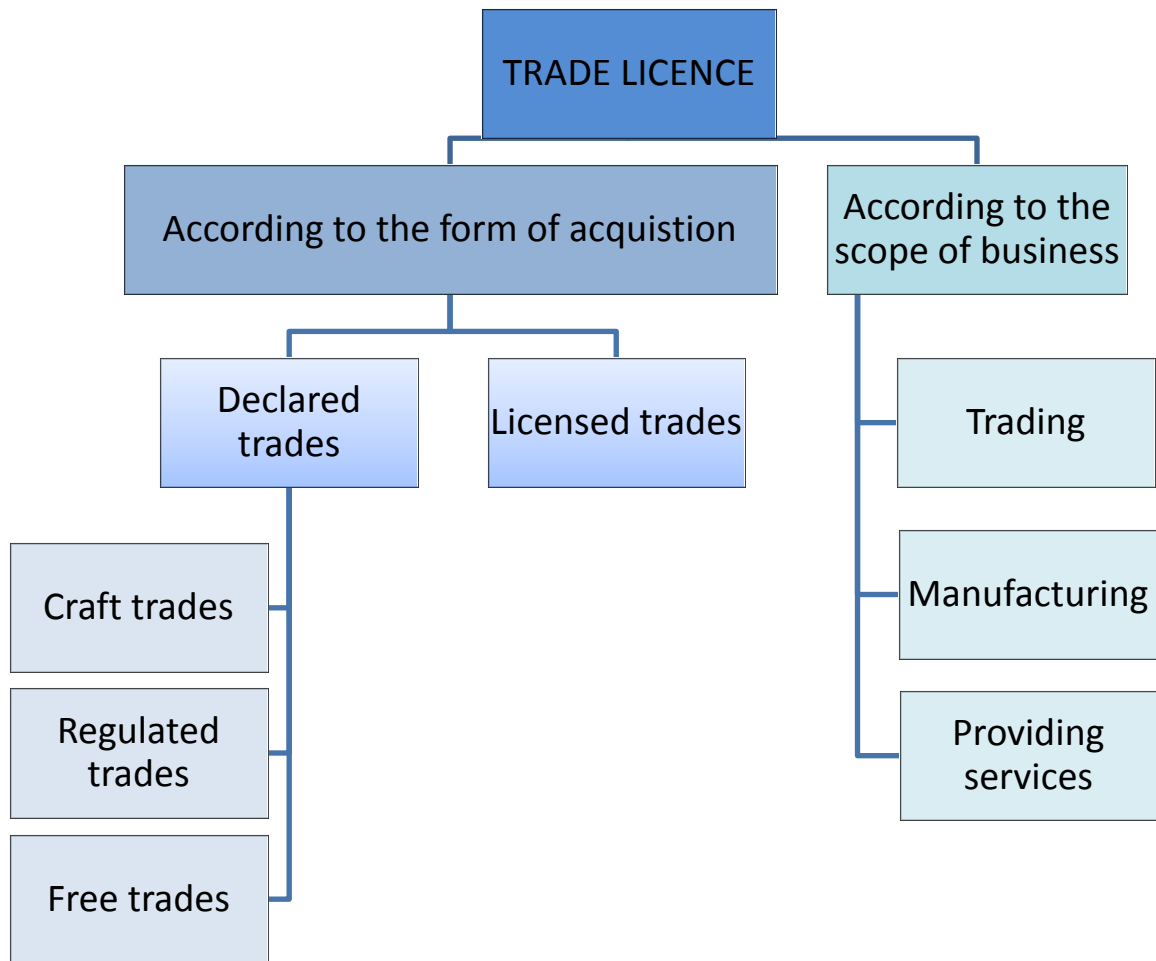 TRADE LICENCE
According to the form of acquistion
According to the
scope of business
Declared
trades
Licensed trades
Trading
Craft trades
Manufacturing
Regulated
trades
Providing
services
Free trades